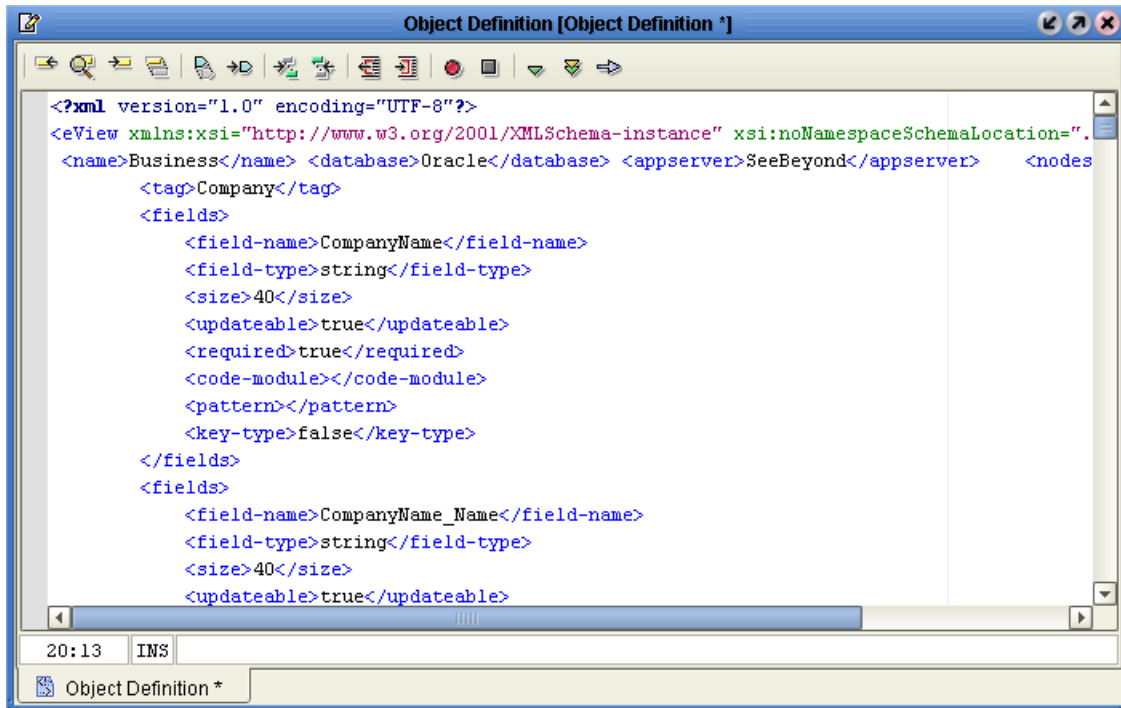 Object Definition [Object Definition *]
<?xml version="1.0" encoding="UTF-8"?>
<eView xmlns:xsi="http://www.w3.org/2001/XMLSchema-instance" xsi:noNamespaceSchemaLocation=".
<name>Business</name> <database>Oracle</database> <appserver>SeeBeyond</appserver> <nodes
<tag>Company</tag>
<fields>
<field-name>CompanyName</field-name>
<field-type>string</field-type>
<size>40</size>
<updateable>true</updateable>
<required>true</required>
<code-module></code-module>
<pattern></pattern>
<key-type>false</key-type>
</fields>
<fields>
<field-name>CompanyName_Name</field-name>
<field-type>string</field-type>
<size>40</size>
<updateable>true</updateable>
20:13 INS
Object Definition *